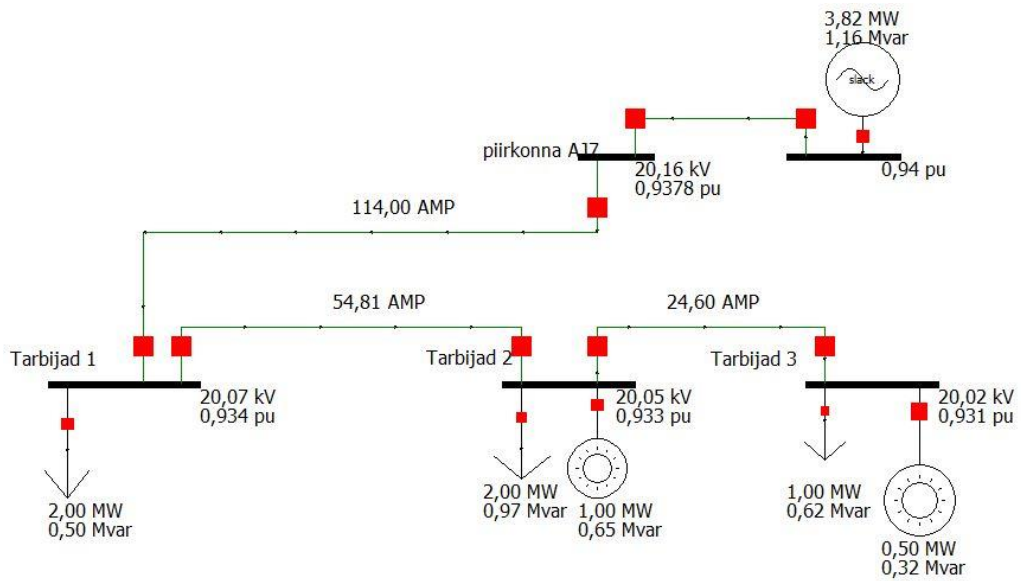 3,82 MW
1,16 Mvar
slack
piirkonna AJ7
20,16 kV
0,9378 pu
0,94 pu
114,00 AMP
54,81 AMP
24,60 AMP
Tarbijad 1
Tarbijad 2
Tarbijad 3
20,07 kV
0,934 pu
20,05 kV
0,933 pu
20,02 kV
0,931 pu
2,00 MW
0,50 Mvar
2,00 MW
0,97 Mvar
1,00 MW
0,65 Mvar
1,00 MW
0,62 Mvar
0,50 MW
0,32 Mvar